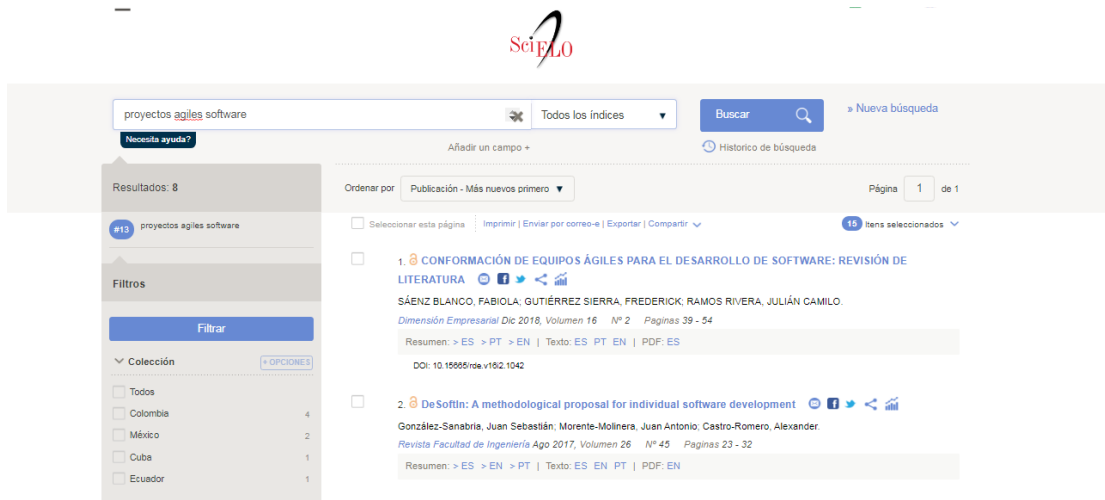 SciELO
proyectos agiles software
Todos los índices
Buscar
» Nueva búsqueda
Necesita ayuda?
Añadir un campo +
Historico de búsqueda
Resultados: 8
Ordenar por
Publicación - Más nuevos primero
Página 1 de 1
#13 proyectos agiles software
Seleccionar esta página
Imprimir | Enviar por correo-e | Exportar | Compartir
15 Itens seleccionados
Filtros
Filtrar
Colección
+ OPCIONES
Todos
Colombia 4
México 2
Cuba 1
Ecuador 1
1. CONFORMACIÓN DE EQUIPOS ÁGILES PARA EL DESARROLLO DE SOFTWARE: REVISIÓN DE
LITERATURA
SÁENZ BLANCO, FABIOLA; GUTIÉRREZ SIERRA, FREDERICK; RAMOS RIVERA, JULIÁN CAMILO.
Dimensión Empresarial Dic 2018, Volumen 16 Nº 2 Paginas 39 - 54
Resumen: > ES > PT > EN | Texto: ES PT EN | PDF: ES
DOI: 10.15665/rde.v16i2.1042
2. DeSoftIn: A methodological proposal for individual software development
González-Sanabria, Juan Sebastián; Morente-Molinera, Juan Antonio; Castro-Romero, Alexander.
Revista Facultad de Ingeniería Ago 2017, Volumen 26 Nº 45 Paginas 23 - 32
Resumen: > ES > EN > PT | Texto: ES EN PT | PDF: EN